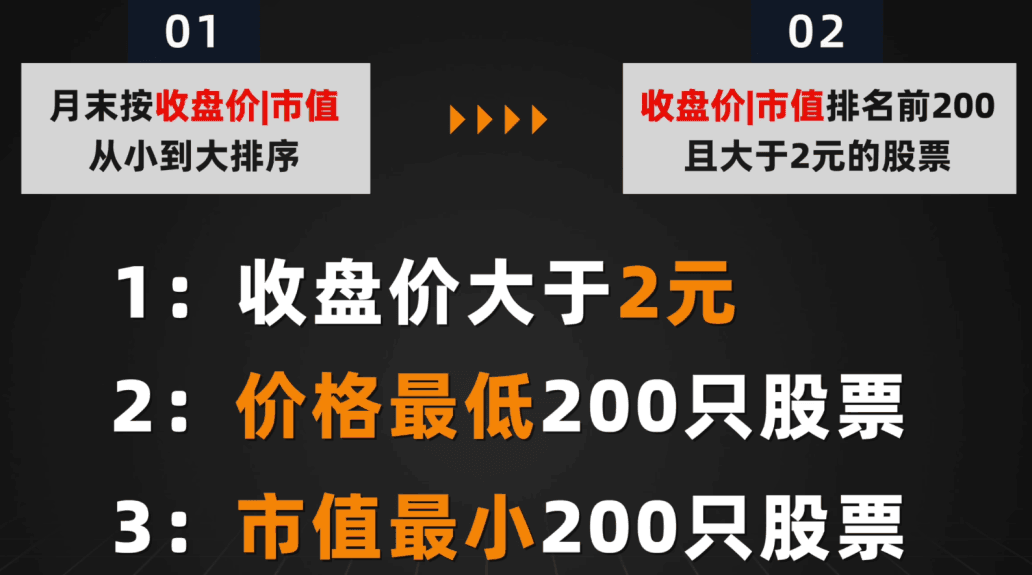 01
月末按收盘价|市值
从小到大排序
02
收盘价|市值排名前200
且大于2元的股票
1：收盘价大于2元
2：价格最低200只股票
3：市值最小200只股票